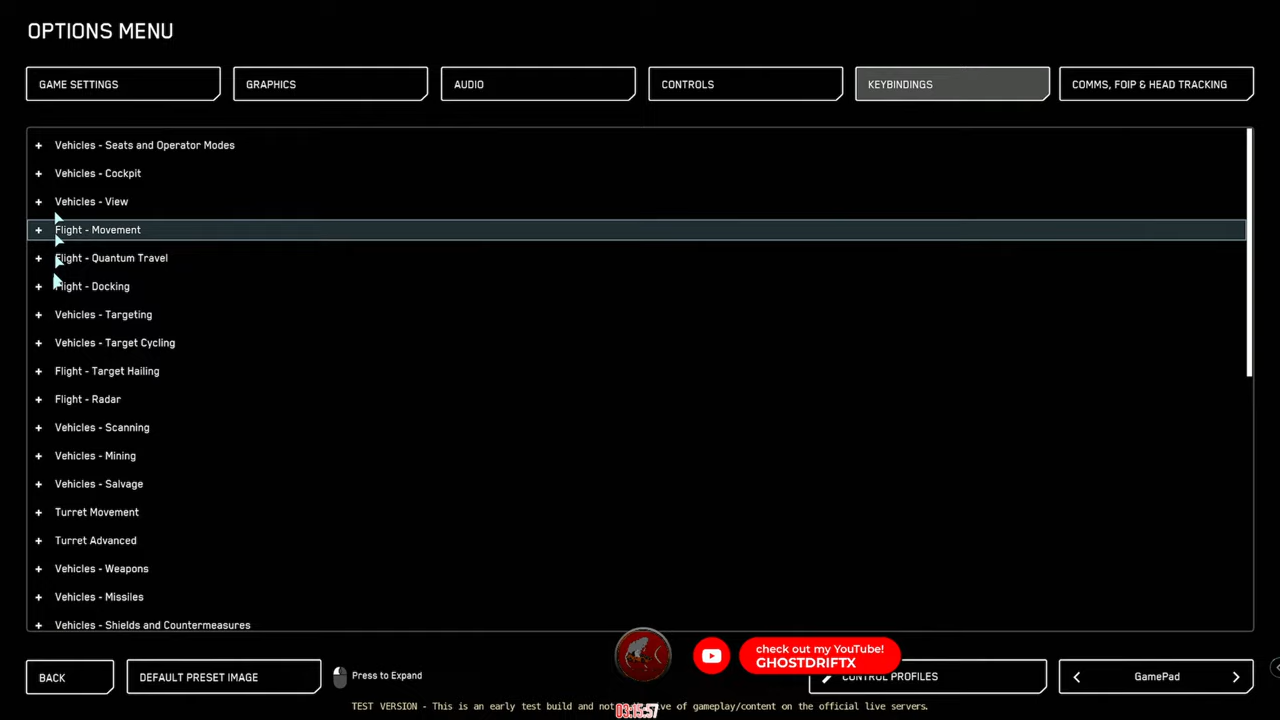 OPTIONS MENU
GAME SETTINGS
GRAPHICS
AUDIO
CONTROLS
KEYBINDINGS
COMMS, FOIP & HEAD TRACKING
+ Vehicles - Seats and Operator Modes
+ Vehicles - Cockpit
+ Vehicles - View
+ Flight - Movement
+ Flight - Quantum Travel
+ Flight - Docking
+ Vehicles - Targeting
+ Vehicles - Target Cycling
+ Flight - Target Hailing
+ Flight - Radar
+ Vehicles - Scanning
+ Vehicles - Mining
+ Vehicles - Salvage
+ Turret Movement
+ Turret Advanced
+ Vehicles - Weapons
+ Vehicles - Missiles
Vehicles - Shields and Countermeasures
check out my YouTube!
GHOSTDRIFTX
BACK
DEFAULT PRESET IMAGE
Press to Expand
CONTROL PROFILES
GamePad
TEST VERSION - This is an early test build and not ve of gameplay/content on the official live servers.
03:15:57